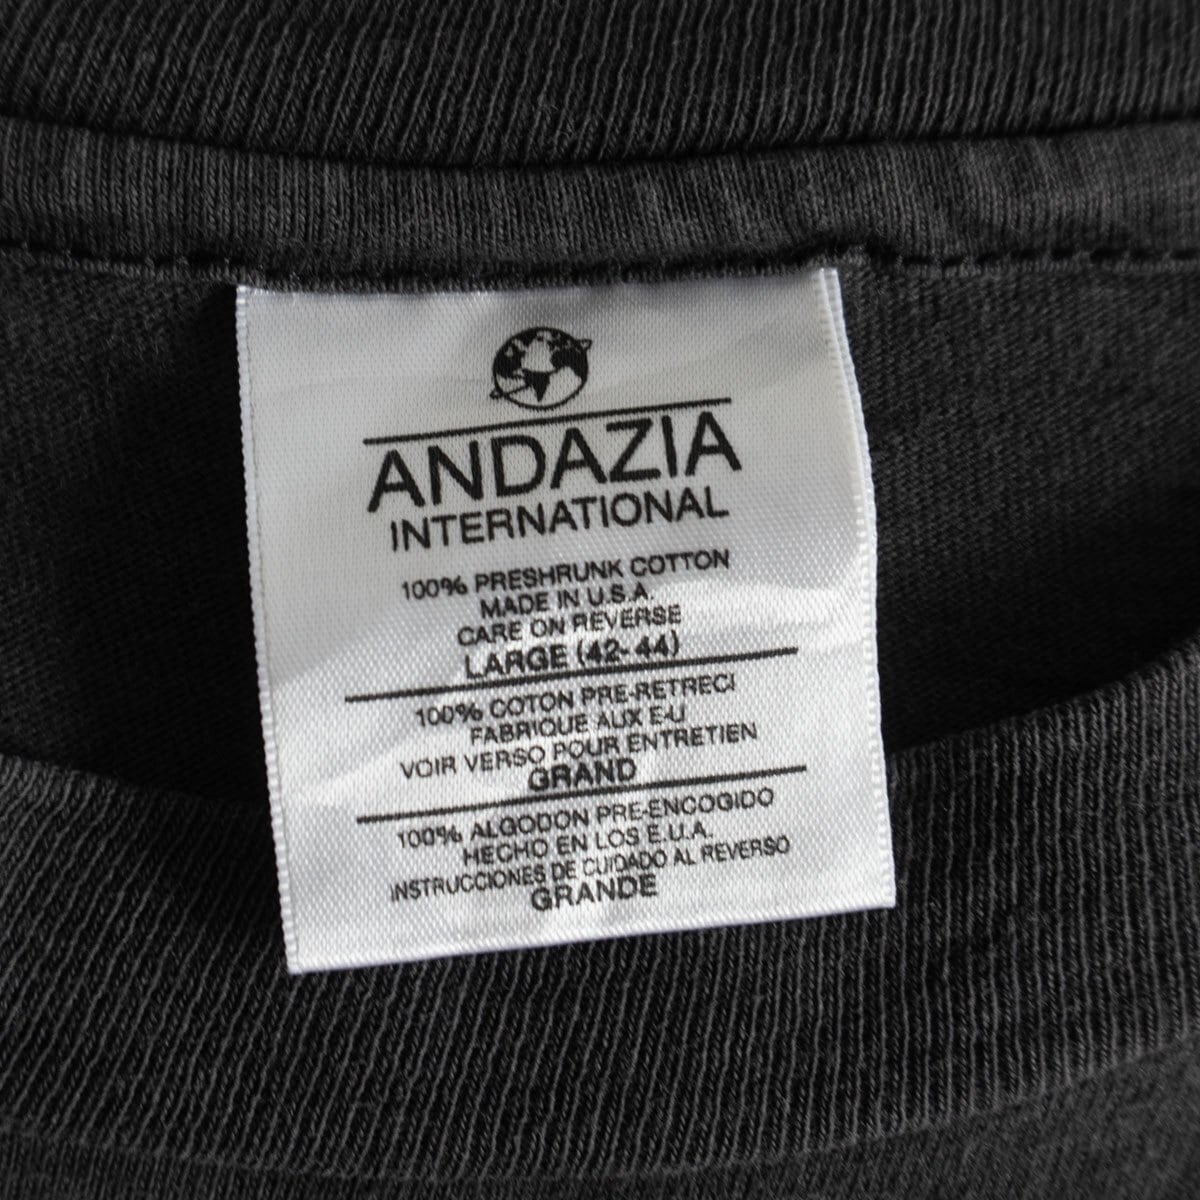 ANDAZIA
INTERNATIONAL
100% PRESHRUNK COTTON
MADE IN U.S.A.
CARE ON REVERSE
LARGE (42-44)
100% COTON PRE-RETRECI
FABRIQUE AUX E-U
VOIR VERSO POUR ENTRETIEN
GRAND
100% ALGODON PRE-ENCOGIDO
HECHO EN LOS E.U.A.
INSTRUCCIONES DE CUIDADO AL REVERSO
GRANDE